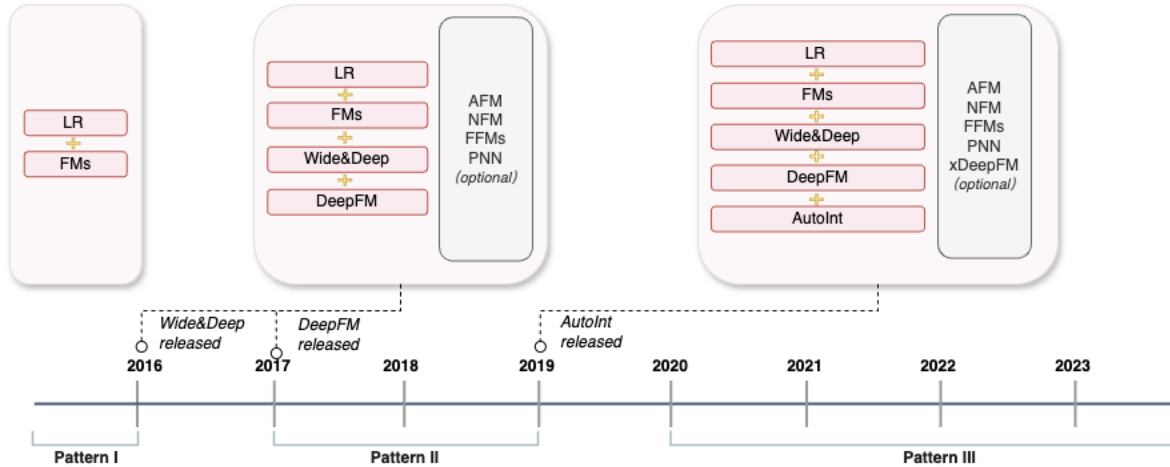 LR
FMs
LR
FMs
Wide&Deep
DeepFM
AFM
NFM
FFMs
PNN
(optional)
LR
FMs
Wide&Deep
DeepFM
AutoInt
AFM
NFM
FFMs
PNN
xDeepFM
(optional)
Wide&Deep
released
DeepFM
released
AutoInt
released
2016
2017
2018
2019
2020
2021
2022
2023
Pattern I
Pattern II
Pattern III